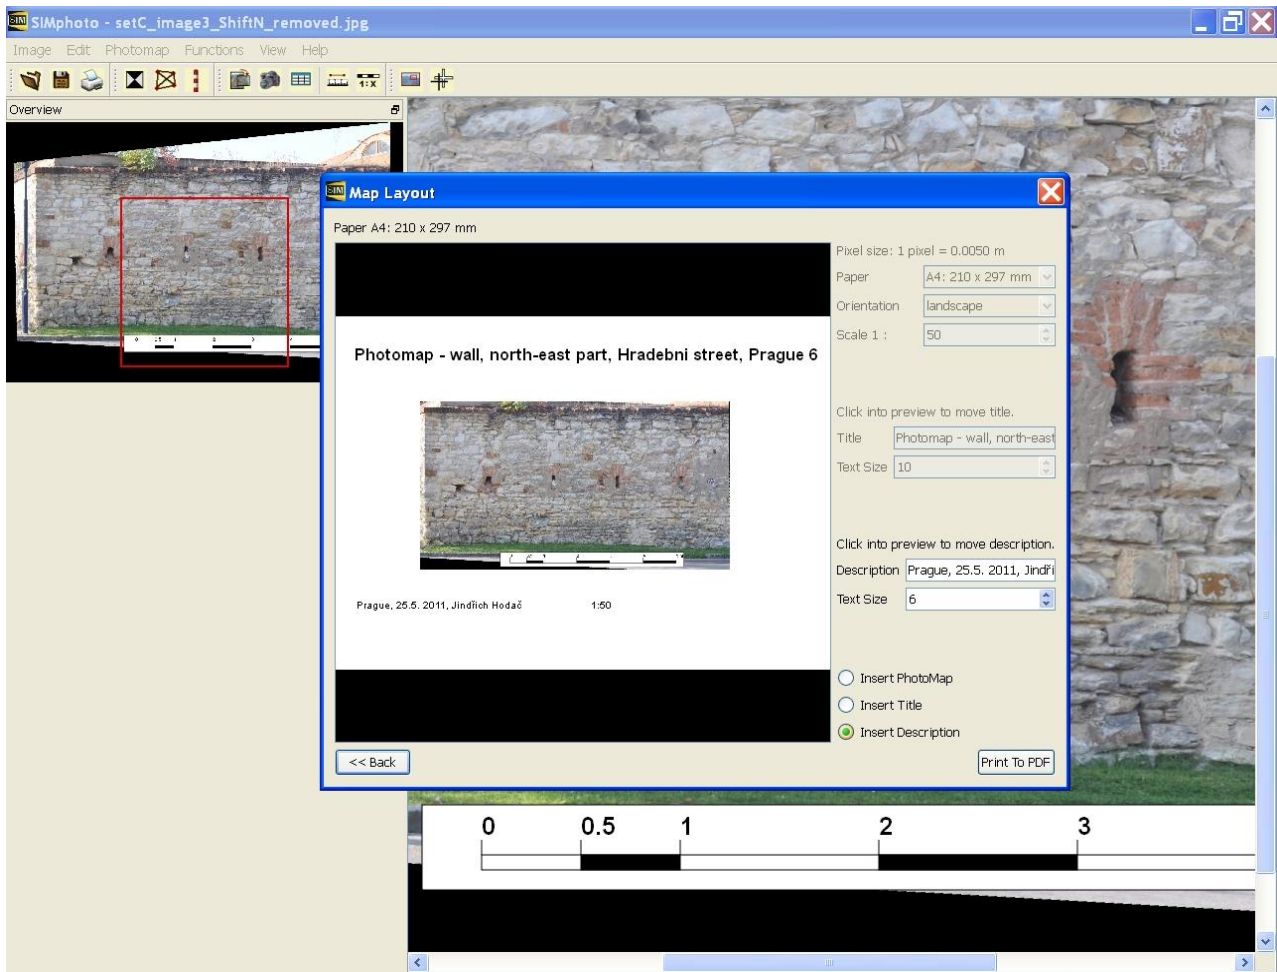 SIM SIMphoto - setC_image3_ShiftN_removed.jpg
Image Edit Photomap Functions View Help
1:X
Overview
SIM Map Layout
Paper A4: 210 x 297 mm
Photomap - wall, north-east part, Hradebni street, Prague 6
Prague, 25.5. 2011, Jindřich Hodač 1:50
Pixel size: 1 pixel = 0.0050 m
Paper A4: 210 x 297 mm
Orientation landscape
Scale 1 : 50
Click into preview to move title.
Title Photomap - wall, north-east
Text Size 10
Click into preview to move description.
Description Prague, 25.5. 2011, Jindři
Text Size 6
Insert PhotoMap
Insert Title
Insert Description
<< Back Print To PDF
0 0.5 1 2 3